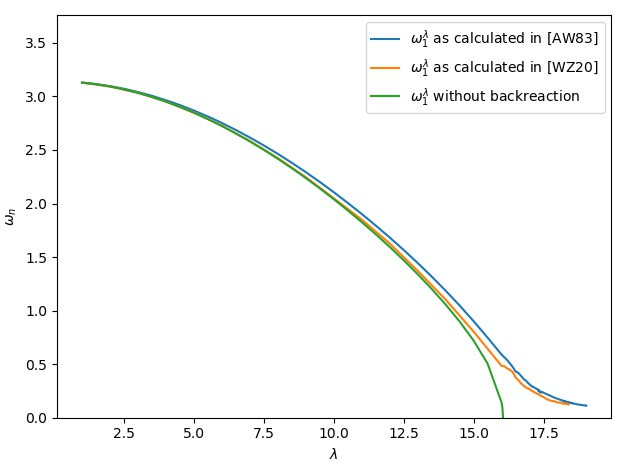 ω₁^λ as calculated in [AW83]
ω₁^λ as calculated in [WZ20]
ω₁^λ without backreaction
3.5
3.0
2.5
2.0
1.5
1.0
0.5
0.0
ωₙ
2.5 5.0 7.5 10.0 12.5 15.0 17.5
λ